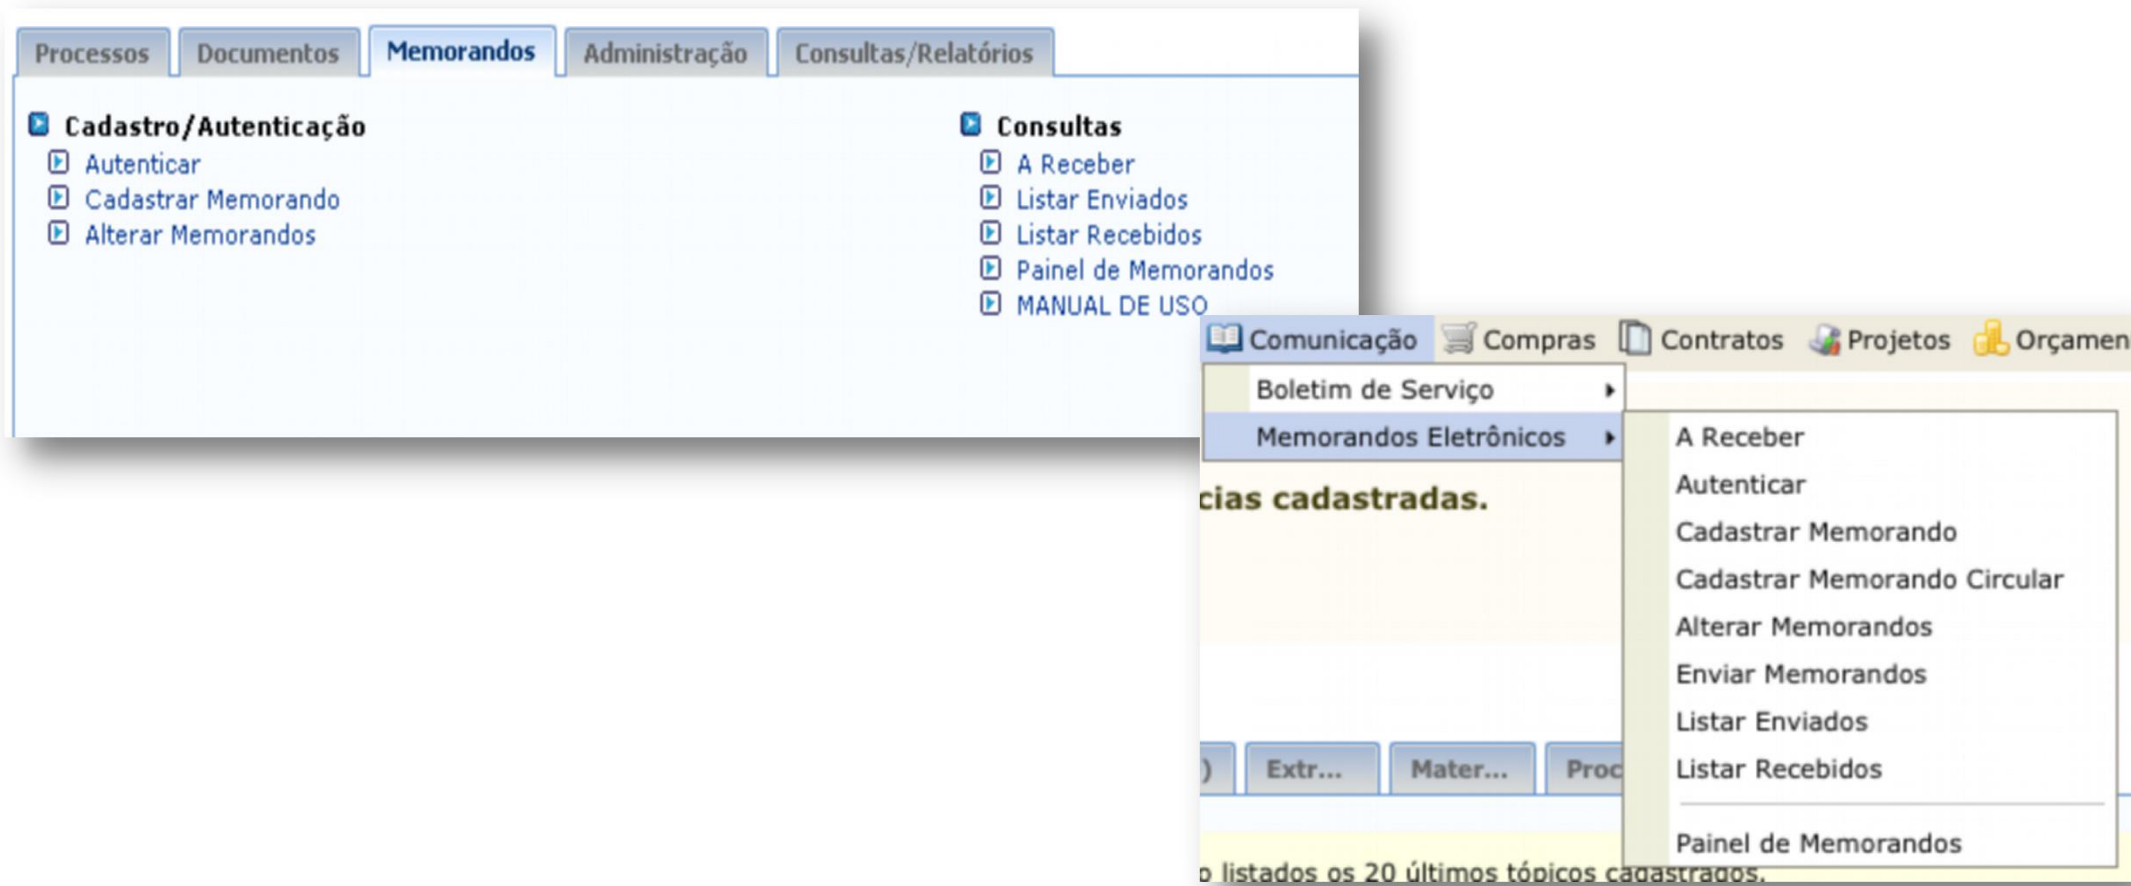 Processos Documentos Memorandos Administração Consultas/Relatórios
Cadastro/Autenticação
Autenticar
Cadastrar Memorando
Alterar Memorandos
Consultas
A Receber
Listar Enviados
Listar Recebidos
Painel de Memorandos
MANUAL DE USO
Comunicação Compras Contratos Projetos Orçamen
Boletim de Serviço
Memorandos Eletrônicos
A Receber
Autenticar
Cadastrar Memorando
Cadastrar Memorando Circular
Alterar Memorandos
Enviar Memorandos
Listar Enviados
Listar Recebidos
Painel de Memorandos
cias cadastradas.
) Extr... Mater... Proc
o listados os 20 últimos tópicos cadastrados.